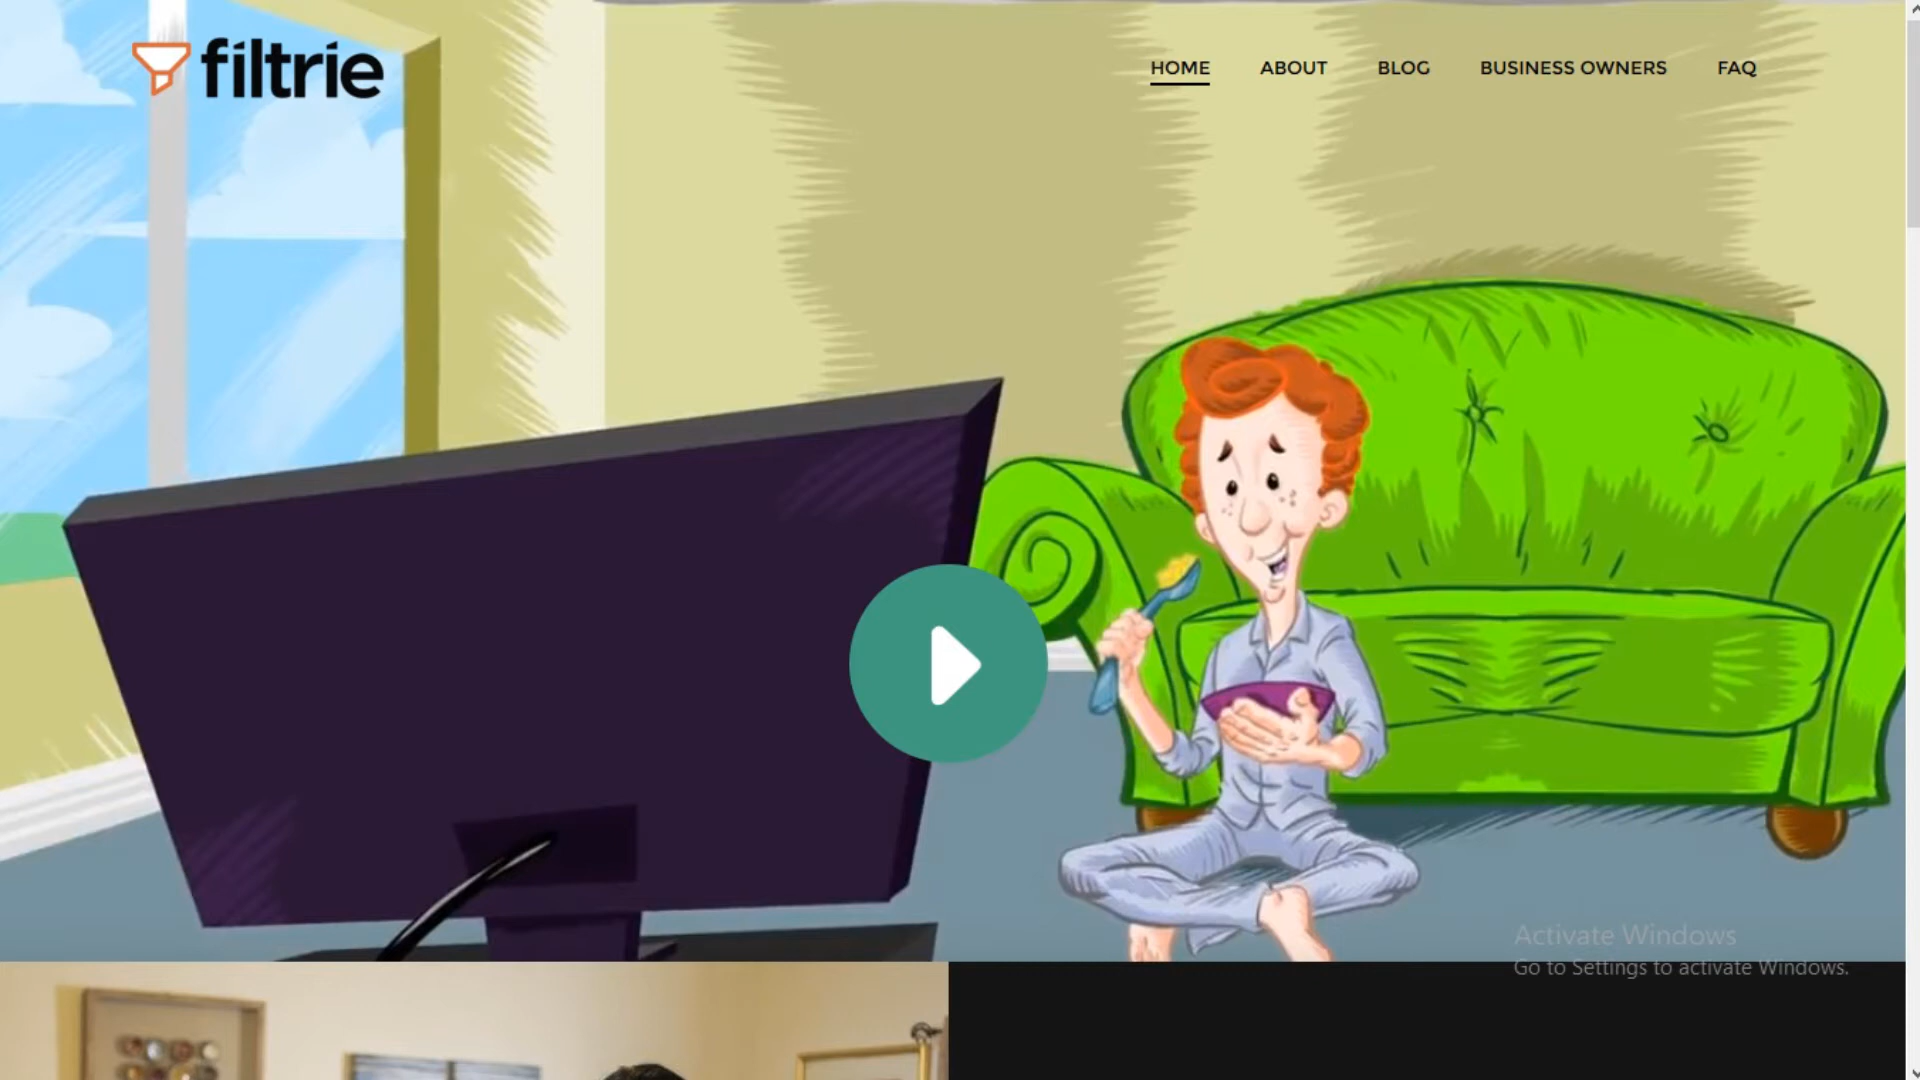 filtrie
HOME ABOUT BLOG BUSINESS OWNERS FAQ
Activate Windows
Go to Settings to activate Windows.